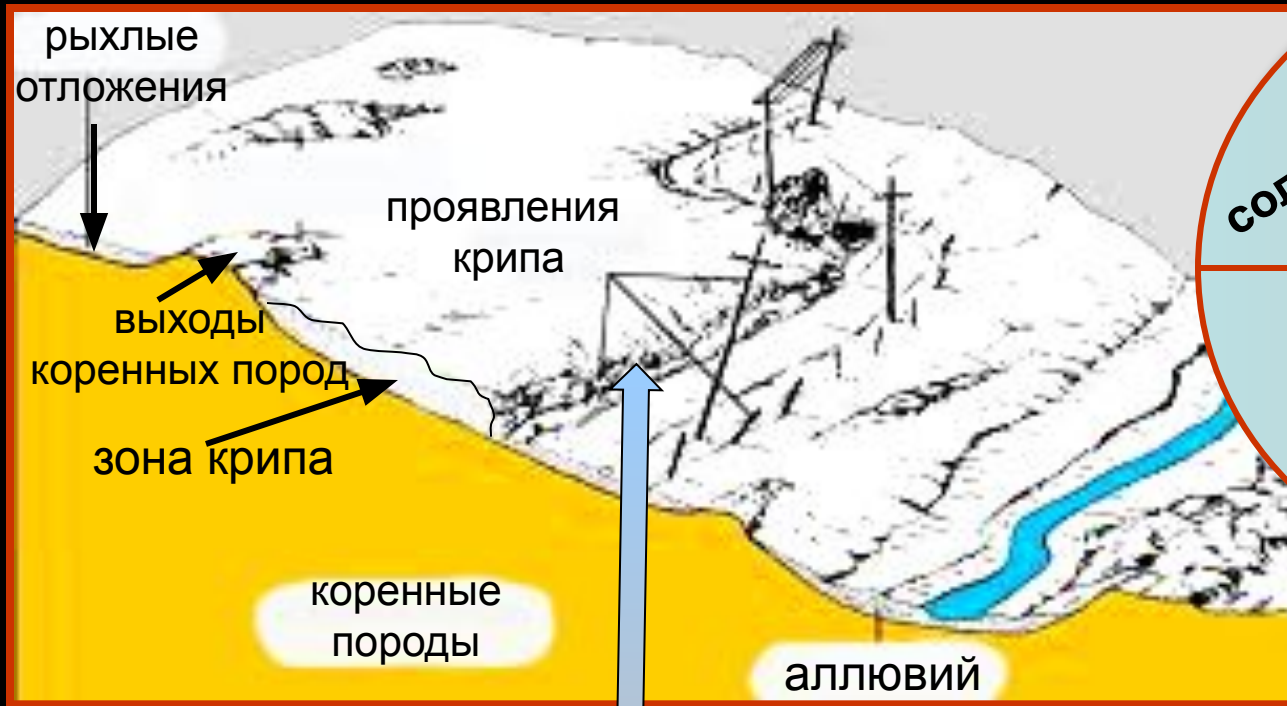 рыхлые
отложения
проявления
крипа
выходы
коренных пород
зона крипа
коренные
породы
аллювий